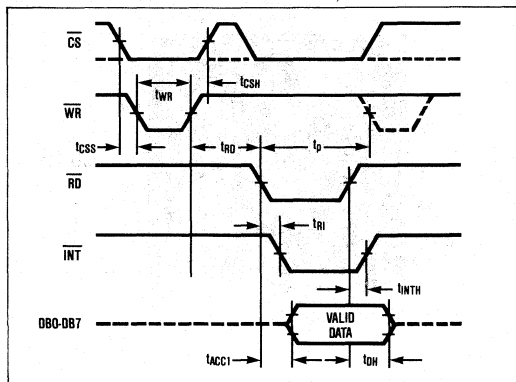 CS
tWR
tCSH
WR
tCSS
tRD
tp
RD
tRI
INT
tINTH
DB0-DB7
VALID
DATA
tACC1
tDH